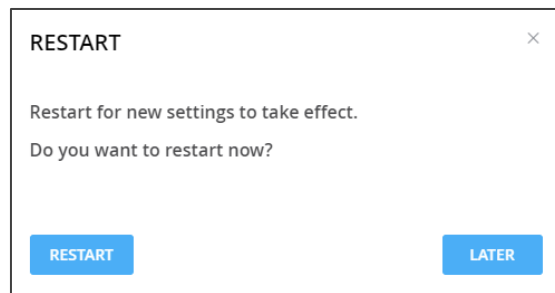 RESTART
Restart for new settings to take effect.
Do you want to restart now?
RESTART
LATER